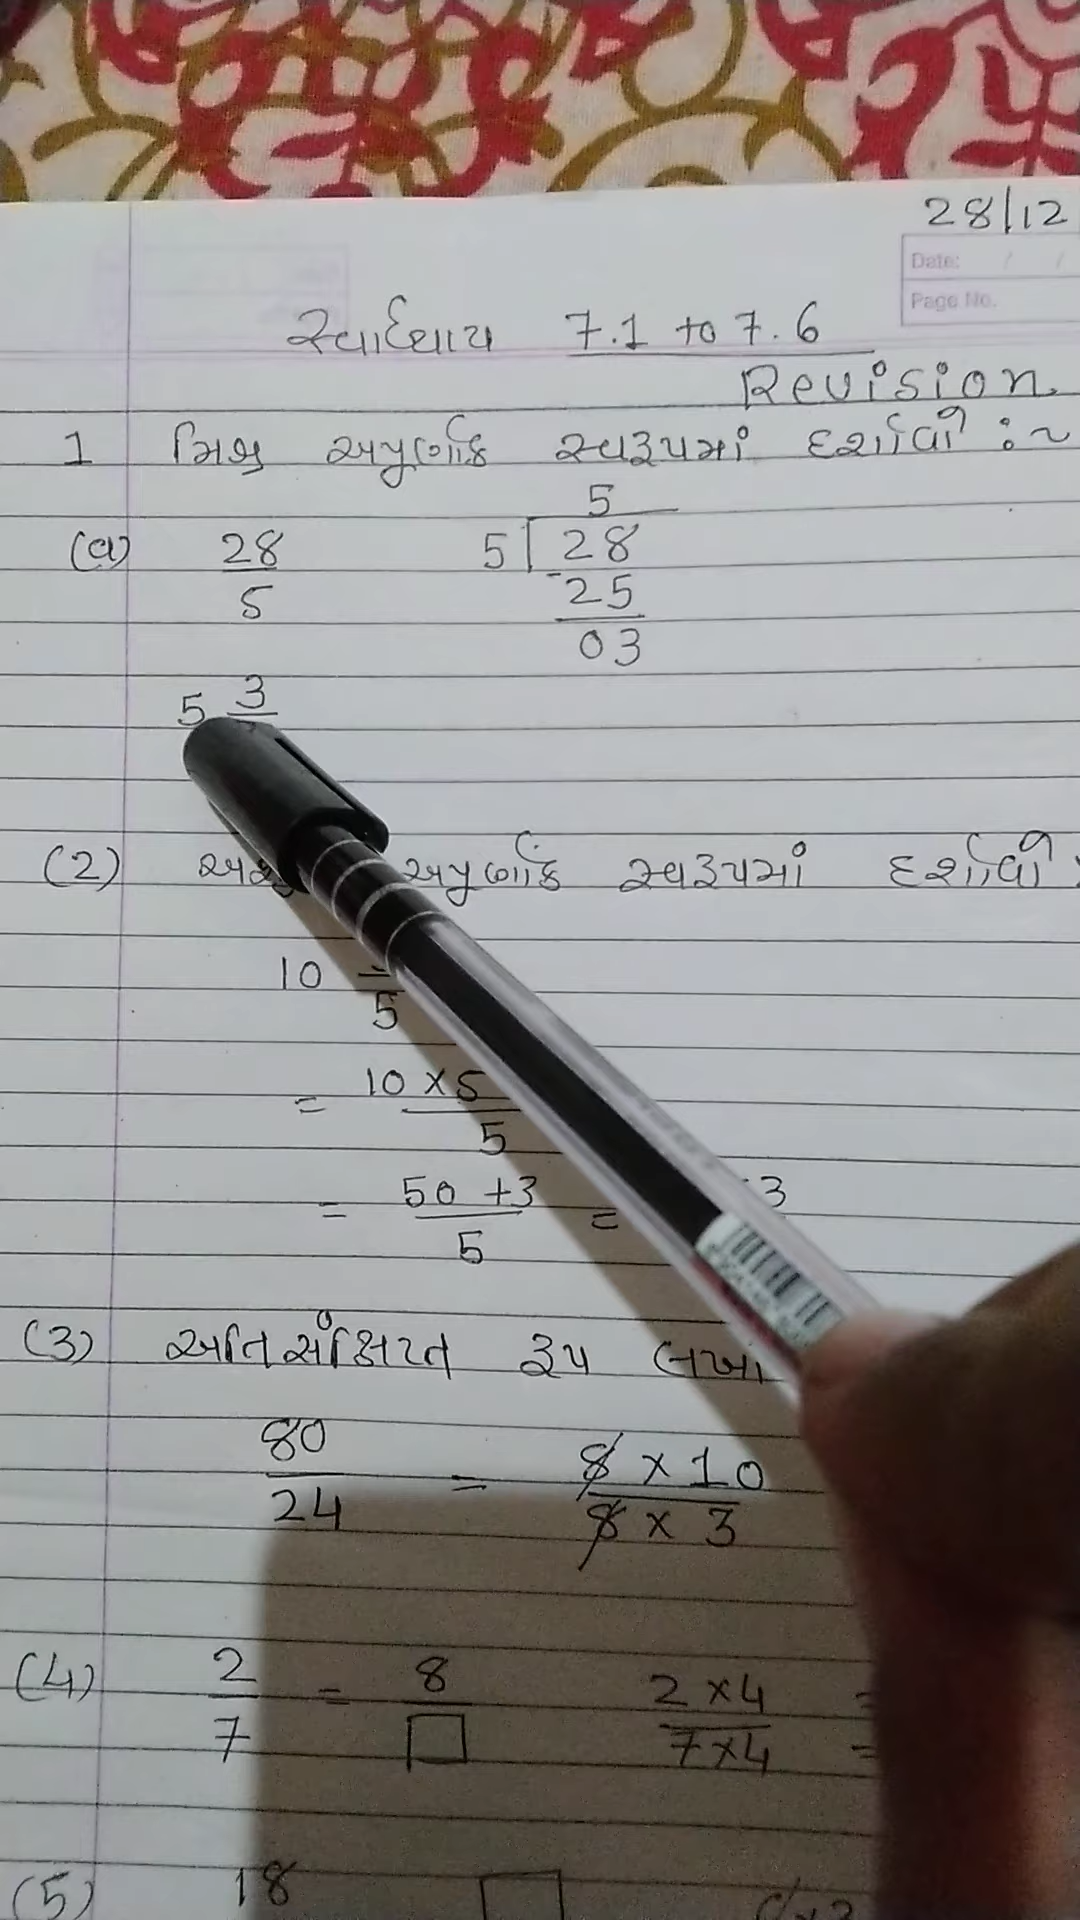 28/12
Date: / /
Page No.
સ્વાધ્યાય 7.1 to 7.6
Revision
1 મિશ્ર અપુર્ણાંક સ્વરૂપમાં દર્શાવો :~
5
(a) 28/5 5 28
-25
03
5 3
(2) અપુર્ણાંક સ્વરૂપમાં દર્શાવો :
10 /5
= 10 × 5 / 5
= 50 + 3 / 5 = 3
(3) અતિ સંક્ષિપ્ત રૂપ લખો
80/24 = 8 × 10 / 8 × 3
(4) 2/7 = 8/□ 2 × 4 / 7 × 4 =
=
(5) 18 □